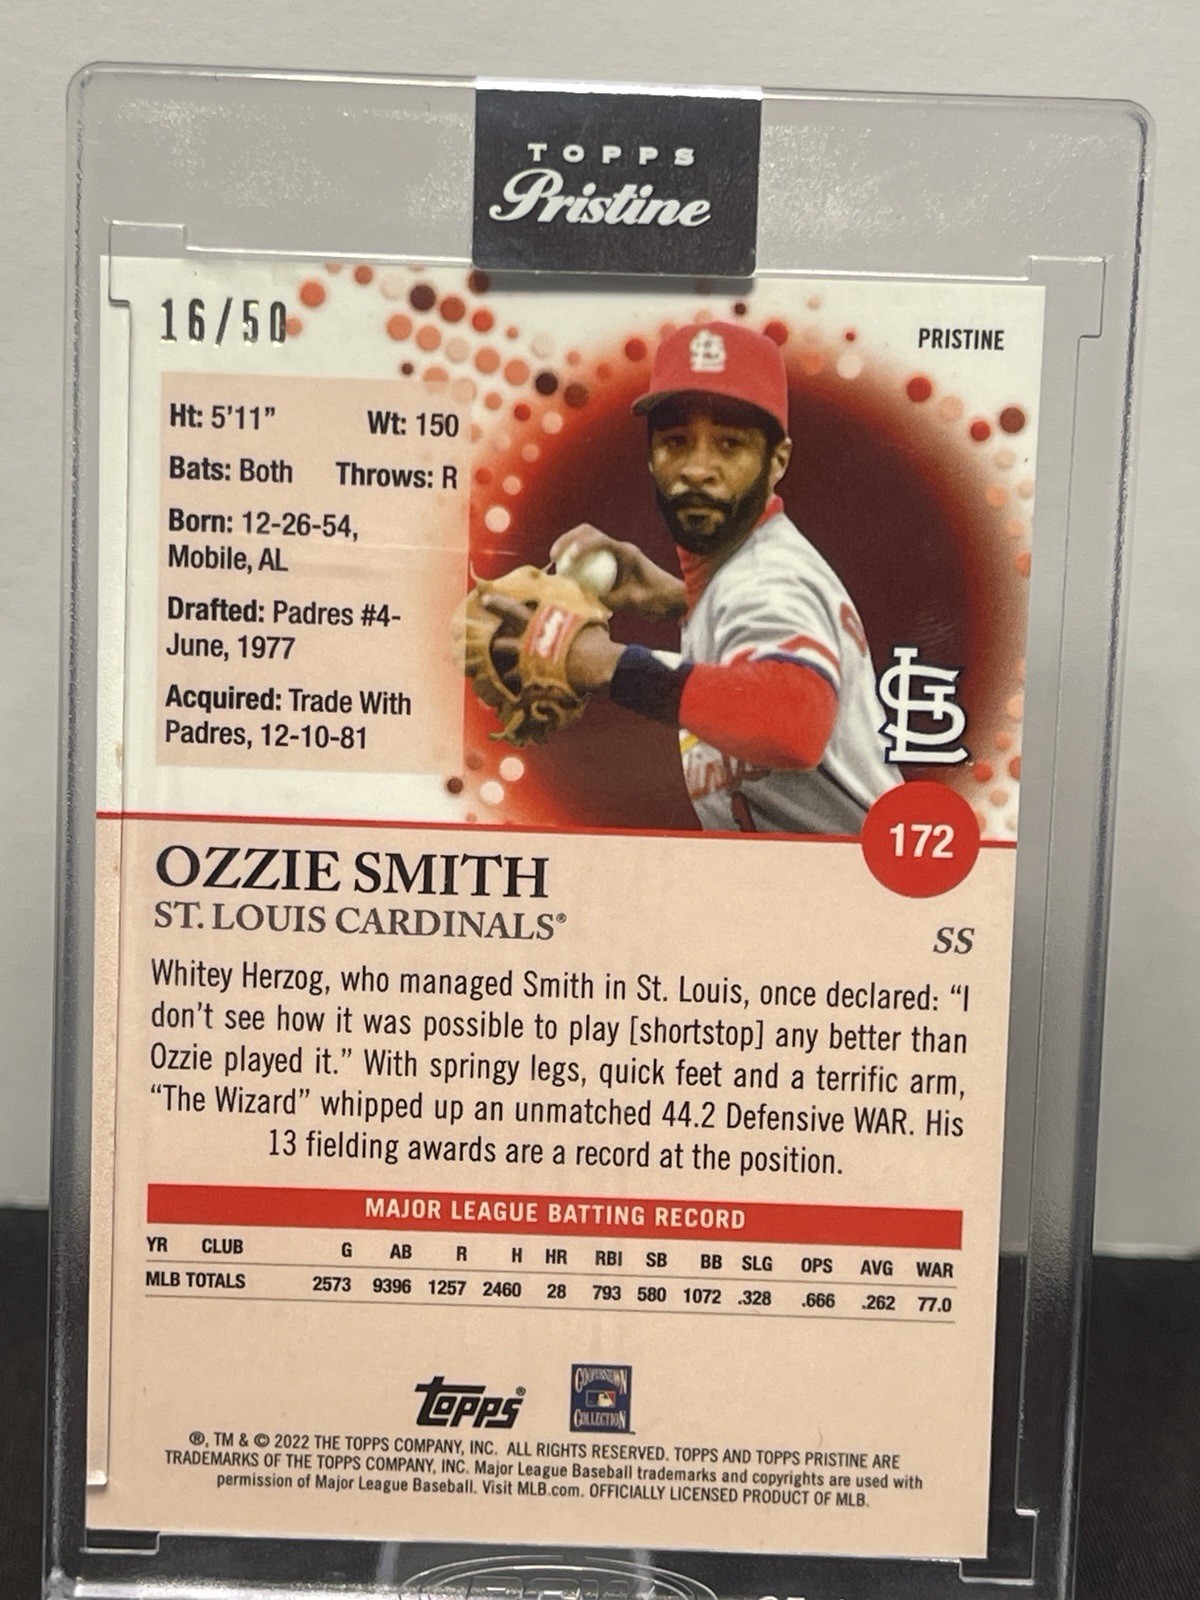 TOPPS
Pristine
16/50
PRISTINE
Ht: 5'11" Wt: 150
Bats: Both Throws: R
Born: 12-26-54,
Mobile, AL
Drafted: Padres #4-
June, 1977
Acquired: Trade With
Padres, 12-10-81
STL
172
OZZIE SMITH
ST. LOUIS CARDINALS®
SS
Whitey Herzog, who managed Smith in St. Louis, once declared: “I
don’t see how it was possible to play [shortstop] any better than
Ozzie played it.” With springy legs, quick feet and a terrific arm,
“The Wizard” whipped up an unmatched 44.2 Defensive WAR. His
13 fielding awards are a record at the position.
MAJOR LEAGUE BATTING RECORD
YR CLUB G AB R H HR RBI SB BB SLG OPS AVG WAR
MLB TOTALS 2573 9396 1257 2460 28 793 580 1072 .328 .666 .262 77.0
topps®
COOPERSTOWN
COLLECTION
®, TM & © 2022 THE TOPPS COMPANY, INC. ALL RIGHTS RESERVED. TOPPS AND TOPPS PRISTINE ARE
TRADEMARKS OF THE TOPPS COMPANY, INC. Major League Baseball trademarks and copyrights are used with
permission of Major League Baseball. Visit MLB.com. OFFICIALLY LICENSED PRODUCT OF MLB.